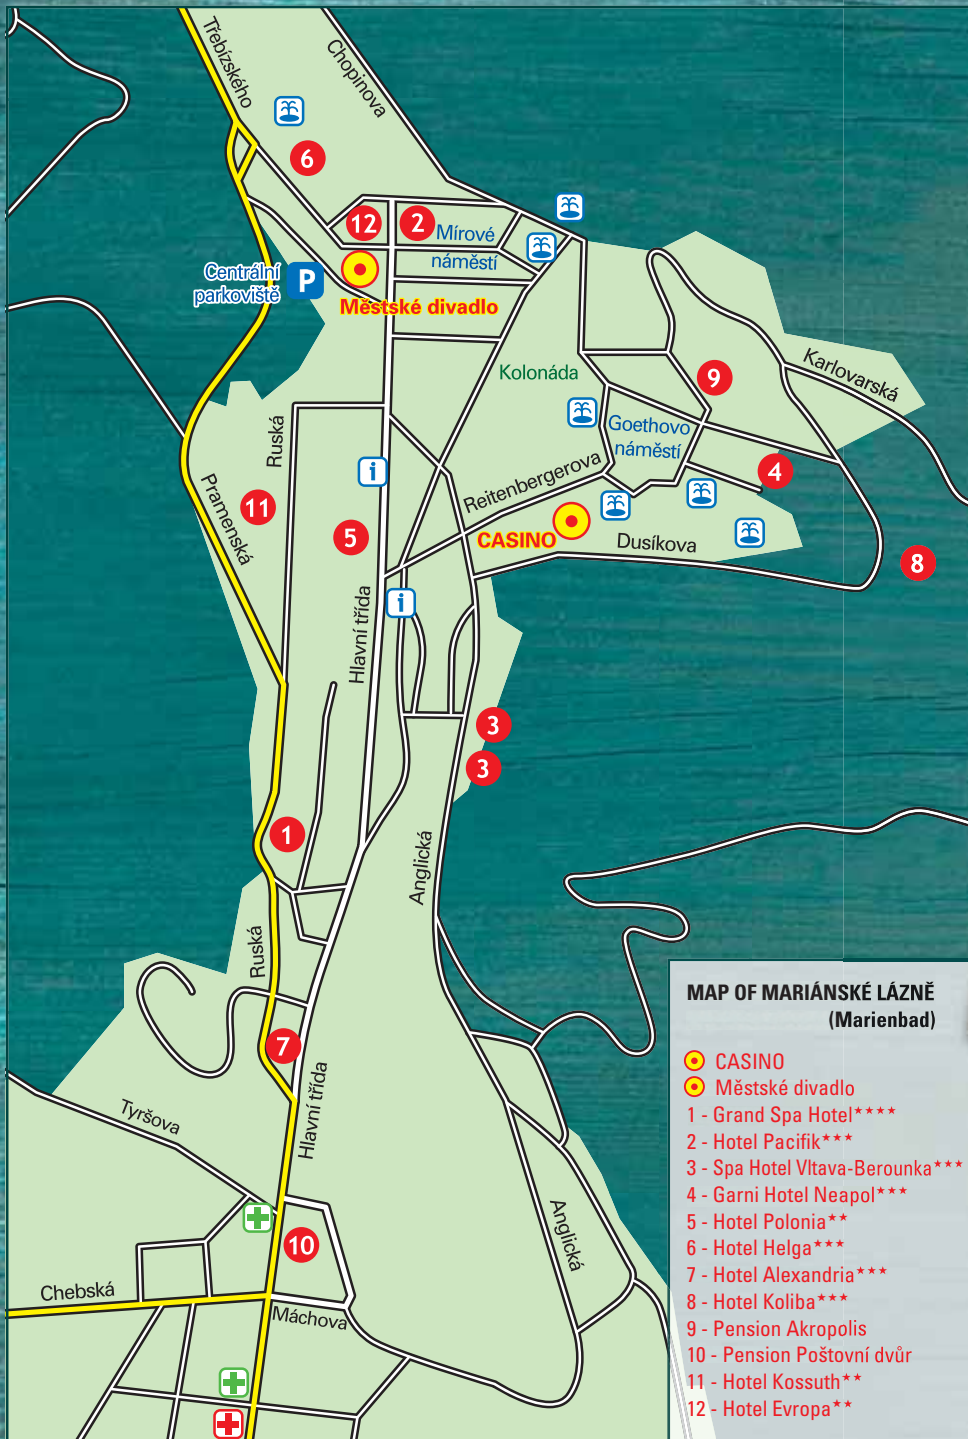 Třebízského
Chopinova
6
12
2
Mírové
náměstí
Centrální
parkoviště
P
Městské divadlo
Kolonáda
9
Karlovarská
Ruská
Goethovo
náměstí
i
4
Reitenbergerova
Pramenská
11
5
CASINO
Dusíkova
8
Hlavní třída
i
3
3
1
Anglická
Ruská
7
Hlavní třída
Tyršova
Anglická
10
Chebská
Máchova
MAP OF MARIÁNSKÉ LÁZNĚ
(Marienbad)
CASINO
Městské divadlo
1 - Grand Spa Hotel★★★★
2 - Hotel Pacifik★★★
3 - Spa Hotel Vltava-Berounka★★★
4 - Garni Hotel Neapol★★★
5 - Hotel Polonia★★
6 - Hotel Helga★★★
7 - Hotel Alexandria★★★
8 - Hotel Koliba★★★
9 - Pension Akropolis
10 - Pension Poštovní dvůr
11 - Hotel Kossuth★★
12 - Hotel Evropa★★